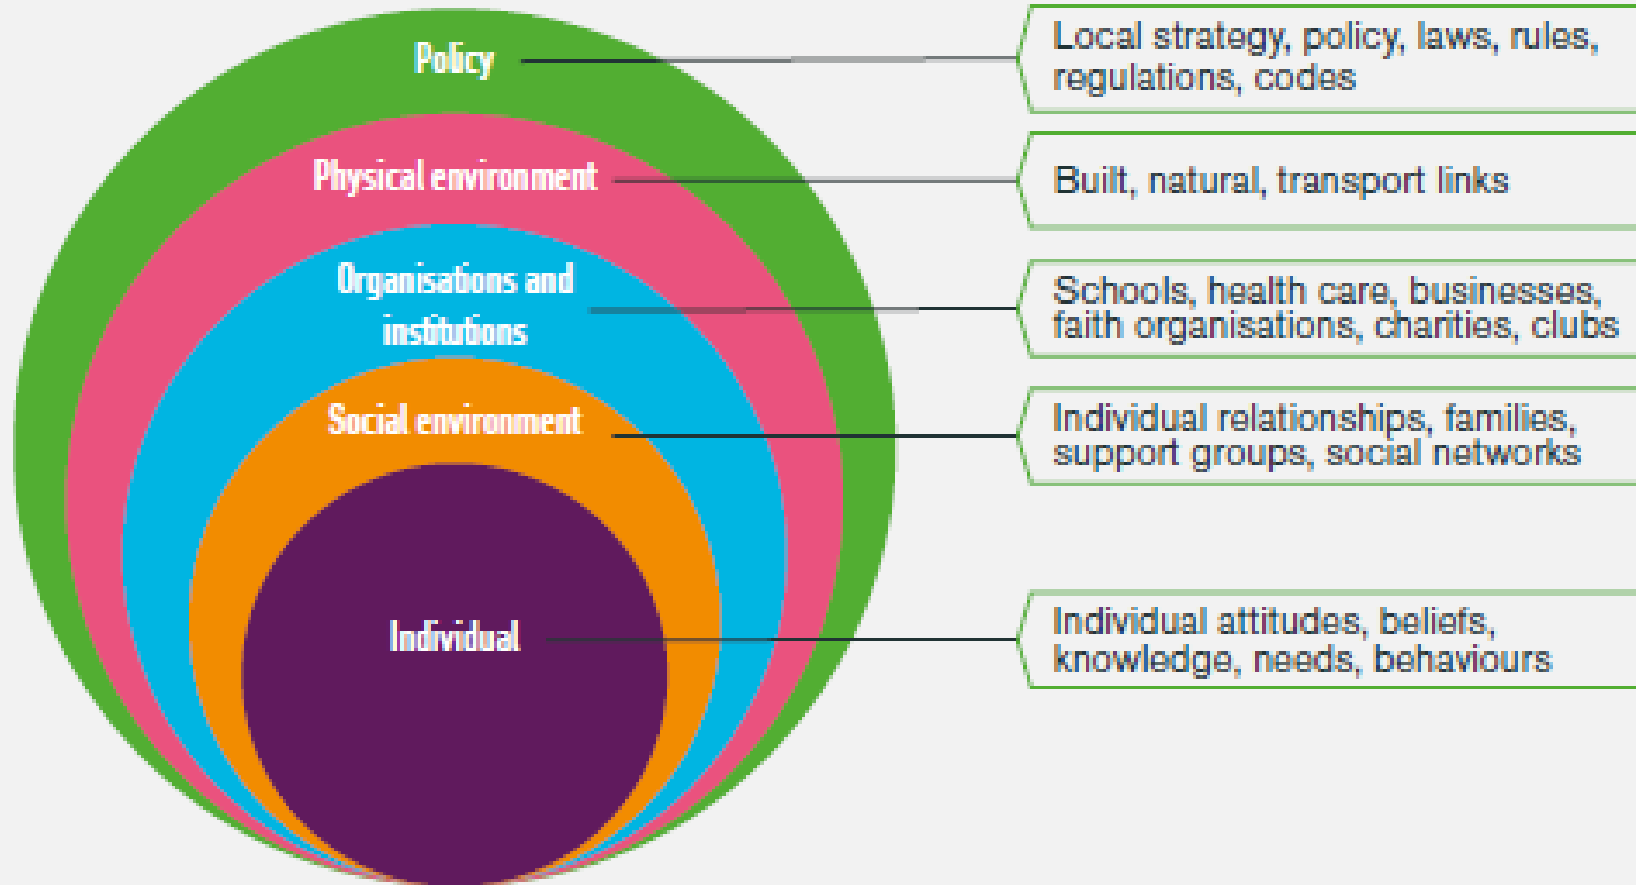 Policy
Local strategy, policy, laws, rules,
regulations, codes
Physical environment
Built, natural, transport links
Organisations and
institutions
Schools, health care, businesses,
faith organisations, charities, clubs
Social environment
Individual relationships, families,
support groups, social networks
Individual
Individual attitudes, beliefs,
knowledge, needs, behaviours